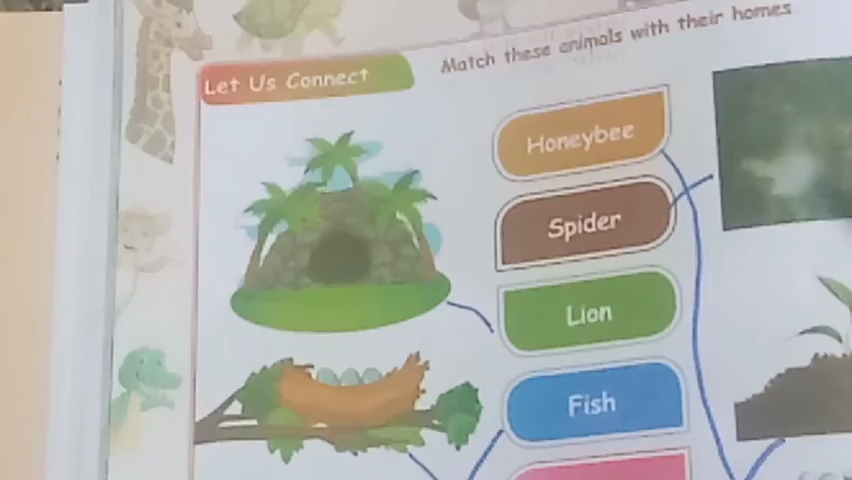 Match these animals with their homes.
Let Us Connect
Honeybee
Spider
Lion
Fish